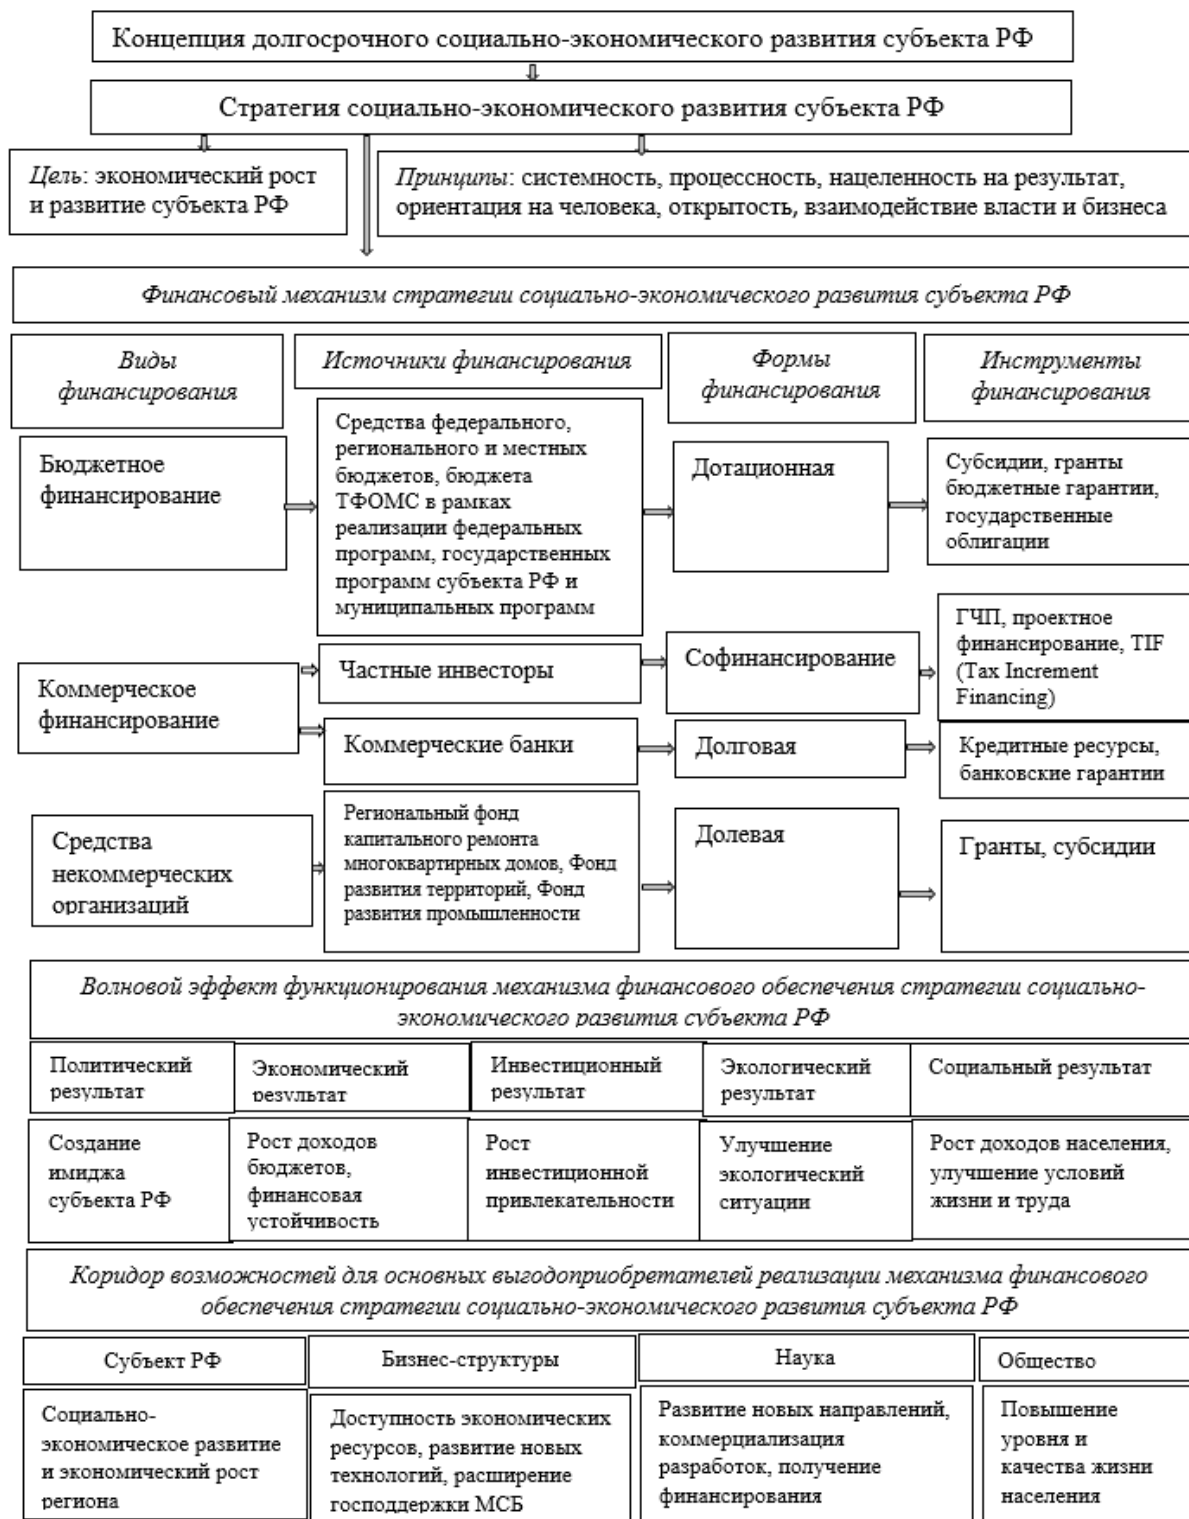 Концепция долгосрочного социально-экономического развития субъекта РФ
Стратегия социально-экономического развития субъекта РФ
Цель: экономический рост
и развитие субъекта РФ
Принципы: системность, процессность, нацеленность на результат,
ориентация на человека, открытость, взаимодействие власти и бизнеса
Финансовый механизм стратегии социально-экономического развития субъекта РФ
Виды
финансирования
Источники финансирования
Формы
финансирования
Инструменты
финансирования
Бюджетное
финансирование
Средства федерального,
регионального и местных
бюджетов, бюджета
ТФОМС в рамках
реализации федеральных
программ, государственных
программ субъекта РФ и
муниципальных программ
Дотационная
Субсидии, гранты
бюджетные гарантии,
государственные
облигации
Коммерческое
финансирование
Частные инвесторы
Софинансирование
ГЧП, проектное
финансирование, TIF
(Tax Increment
Financing)
Коммерческие банки
Долговая
Кредитные ресурсы,
банковские гарантии
Средства
некоммерческих
организаций
Региональный фонд
капитального ремонта
многоквартирных домов, Фонд
развития территорий, Фонд
развития промышленности
Долевая
Гранты, субсидии
Волновой эффект функционирования механизма финансового обеспечения стратегии социально-
экономического развития субъекта РФ
Политический
результат
Экономический
результат
Инвестиционный
результат
Экологический
результат
Социальный результат
Создание
имиджа
субъекта РФ
Рост доходов
бюджетов,
финансовая
устойчивость
Рост
инвестиционной
привлекательности
Улучшение
экологический
ситуации
Рост доходов населения,
улучшение условий
жизни и труда
Коридор возможностей для основных выгодоприобретателей реализации механизма финансового
обеспечения стратегии социально-экономического развития субъекта РФ
Субъект РФ
Бизнес-структуры
Наука
Общество
Социально-
экономическое развитие
и экономический рост
региона
Доступность экономических
ресурсов, развитие новых
технологий, расширение
господдержки МСБ
Развитие новых направлений,
коммерциализация
разработок, получение
финансирования
Повышение
уровня и
качества жизни
населения